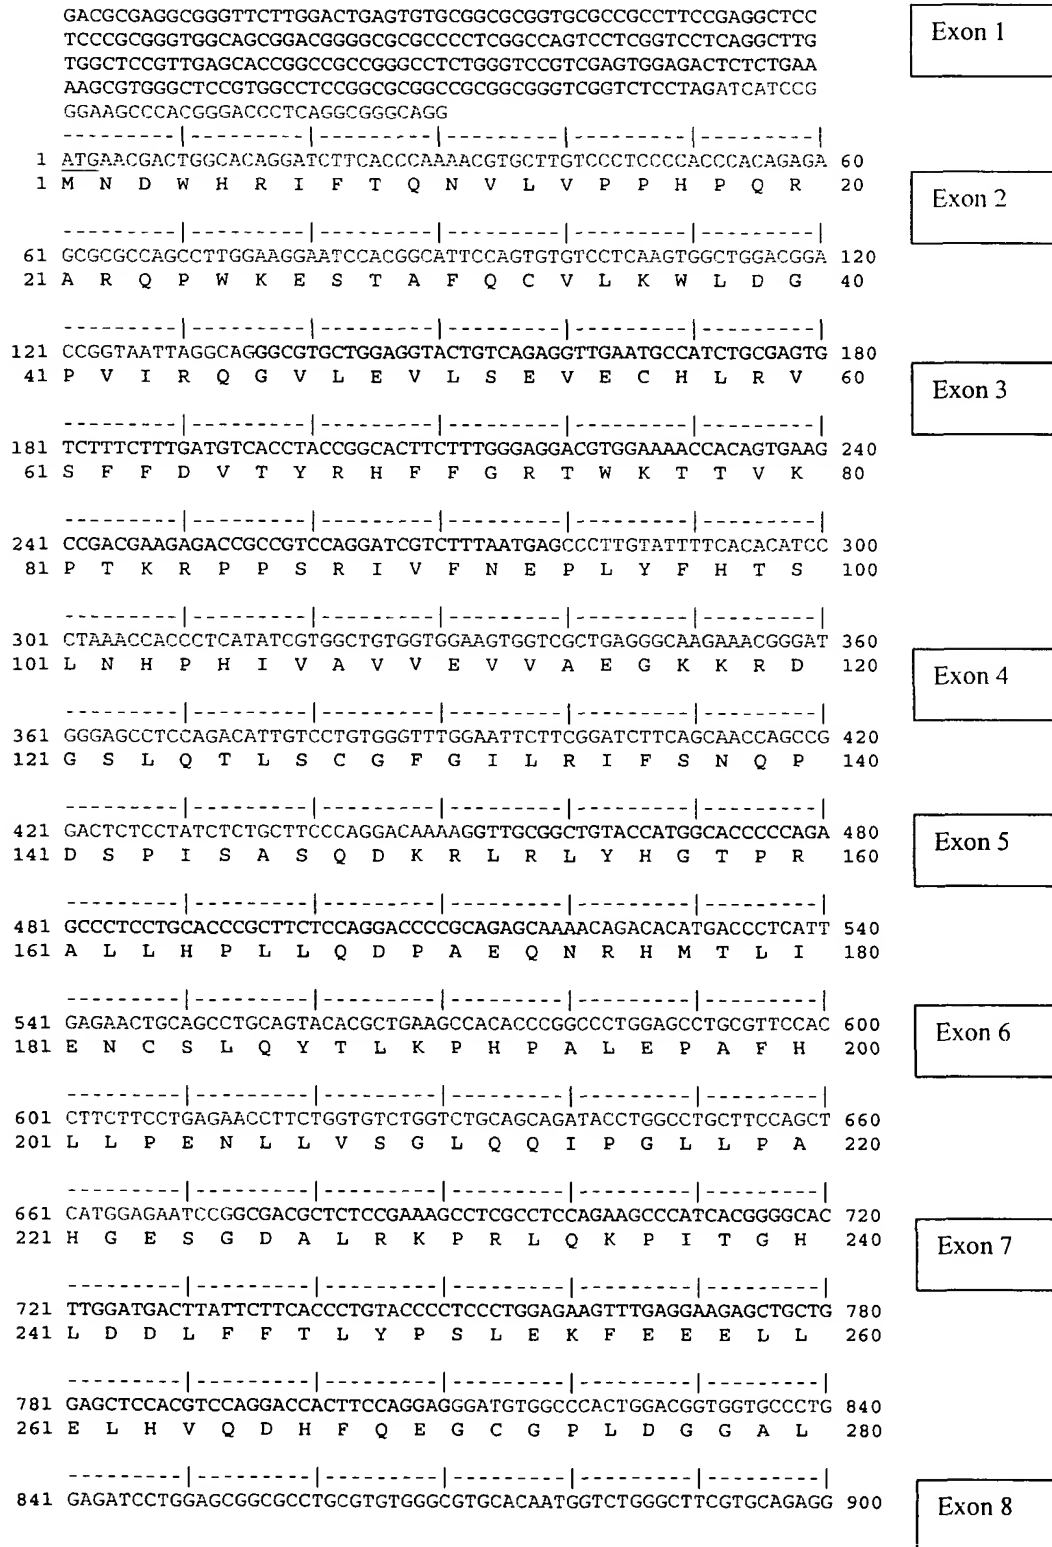 GACGCGAGGCGGGTTCTTGGACTGAGTGTGCGGCGCGGTGCGCCGCCTTCCGAGGCTCC
Exon 1
TCCCGCGGGTGGCAGCGGACGGGGCGCGCCCCTCGGCCAGTCCTCGGTCCTCAGGCTTG
TGGCTCCGTTGAGCACCGGCCGCCGGGCCTCTGGGTCCGTCGAGTGGAGACTCTCTGAA
AAGCGTGGGCTCCGTGGCCTCCGGCGCGGCCGCGGCGGGTCGGTCTCCTAGATCATCCG
GGAAGCCCACGGGACCCTCAGGCGGGCAGG
---------|---------|---------|---------|---------|---------|
1 ATGAACGACTGGCACAGGATCTTCACCCAAAACGTGCTTGTCCCTCCCCACCCACAGAGA 60
1 M N D W H R I F T Q N V L V P P H P Q R 20
Exon 2
---------|---------|---------|---------|---------|---------|
61 GCGCGCCAGCCTTGGAAGGAATCCACGGCATTCCAGTGTGTCCTCAAGTGGCTGGACGGA 120
21 A R Q P W K E S T A F Q C V L K W L D G 40
---------|---------|---------|---------|---------|---------|
121 CCGGTAATTAGGCAGGGCGTGCTGGAGGTACTGTCAGAGGTTGAATGCCATCTGCGAGTG 180
41 P V I R Q G V L E V L S E V E C H L R V 60
Exon 3
---------|---------|---------|---------|---------|---------|
181 TCTTTCTTTGATGTCACCTACCGGCACTTCTTTGGGAGGACGTGGAAAACCACAGTGAAG 240
61 S F F D V T Y R H F F G R T W K T T V K 80
---------|---------|---------|---------|---------|---------|
241 CCGACGAAGAGACCGCCGTCCAGGATCGTCTTTAATGAGCCCTTGTATTTTCACACATCC 300
81 P T K R P P S R I V F N E P L Y F H T S 100
---------|---------|---------|---------|---------|---------|
301 CTAAACCACCCTCATATCGTGGCTGTGGTGGAAGTGGTCGCTGAGGGCAAGAAACGGGAT 360
101 L N H P H I V A V V E V V A E G K K R D 120
Exon 4
---------|---------|---------|---------|---------|---------|
361 GGGAGCCTCCAGACATTGTCCTGTGGGTTTGGAATTCTTCGGATCTTCAGCAACCAGCCG 420
121 G S L Q T L S C G F G I L R I F S N Q P 140
---------|---------|---------|---------|---------|---------|
421 GACTCTCCTATCTCTGCTTCCCAGGACAAAAGGTTGCGGCTGTACCATGGCACCCCCAGA 480
141 D S P I S A S Q D K R L R L Y H G T P R 160
Exon 5
---------|---------|---------|---------|---------|---------|
481 GCCCTCCTGCACCCGCTTCTCCAGGACCCCGCAGAGCAAAACAGACACATGACCCTCATT 540
161 A L L H P L L Q D P A E Q N R H M T L I 180
---------|---------|---------|---------|---------|---------|
541 GAGAACTGCAGCCTGCAGTACACGCTGAAGCCACACCCGGCCCTGGAGCCTGCGTTCCAC 600
181 E N C S L Q Y T L K P H P A L E P A F H 200
Exon 6
---------|---------|---------|---------|---------|---------|
601 CTTCTTCCTGAGAACCTTCTGGTGTCTGGTCTGCAGCAGATACCTGGCCTGCTTCCAGCT 660
201 L L P E N L L V S G L Q Q I P G L L P A 220
---------|---------|---------|---------|---------|---------|
661 CATGGAGAATCCGGCGACGCTCTCCGAAAGCCTCGCCTCCAGAAGCCCATCACGGGGCAC 720
221 H G E S G D A L R K P R L Q K P I T G H 240
Exon 7
---------|---------|---------|---------|---------|---------|
721 TTGGATGACTTATTCTTCACCCTGTACCCCTCCCTGGAGAAGTTTGAGGAAGAGCTGCTG 780
241 L D D L F F T L Y P S L E K F E E E L L 260
---------|---------|---------|---------|---------|---------|
781 GAGCTCCACGTCCAGGACCACTTCCAGGAGGGATGTGGCCCACTGGACGGTGGTGCCCTG 840
261 E L H V Q D H F Q E G C G P L D G G A L 280
---------|---------|---------|---------|---------|---------|
841 GAGATCCTGGAGCGGCGCCTGCGTGTGGGCGTGCACAATGGTCTGGGCTTCGTGCAGAGG 900
Exon 8